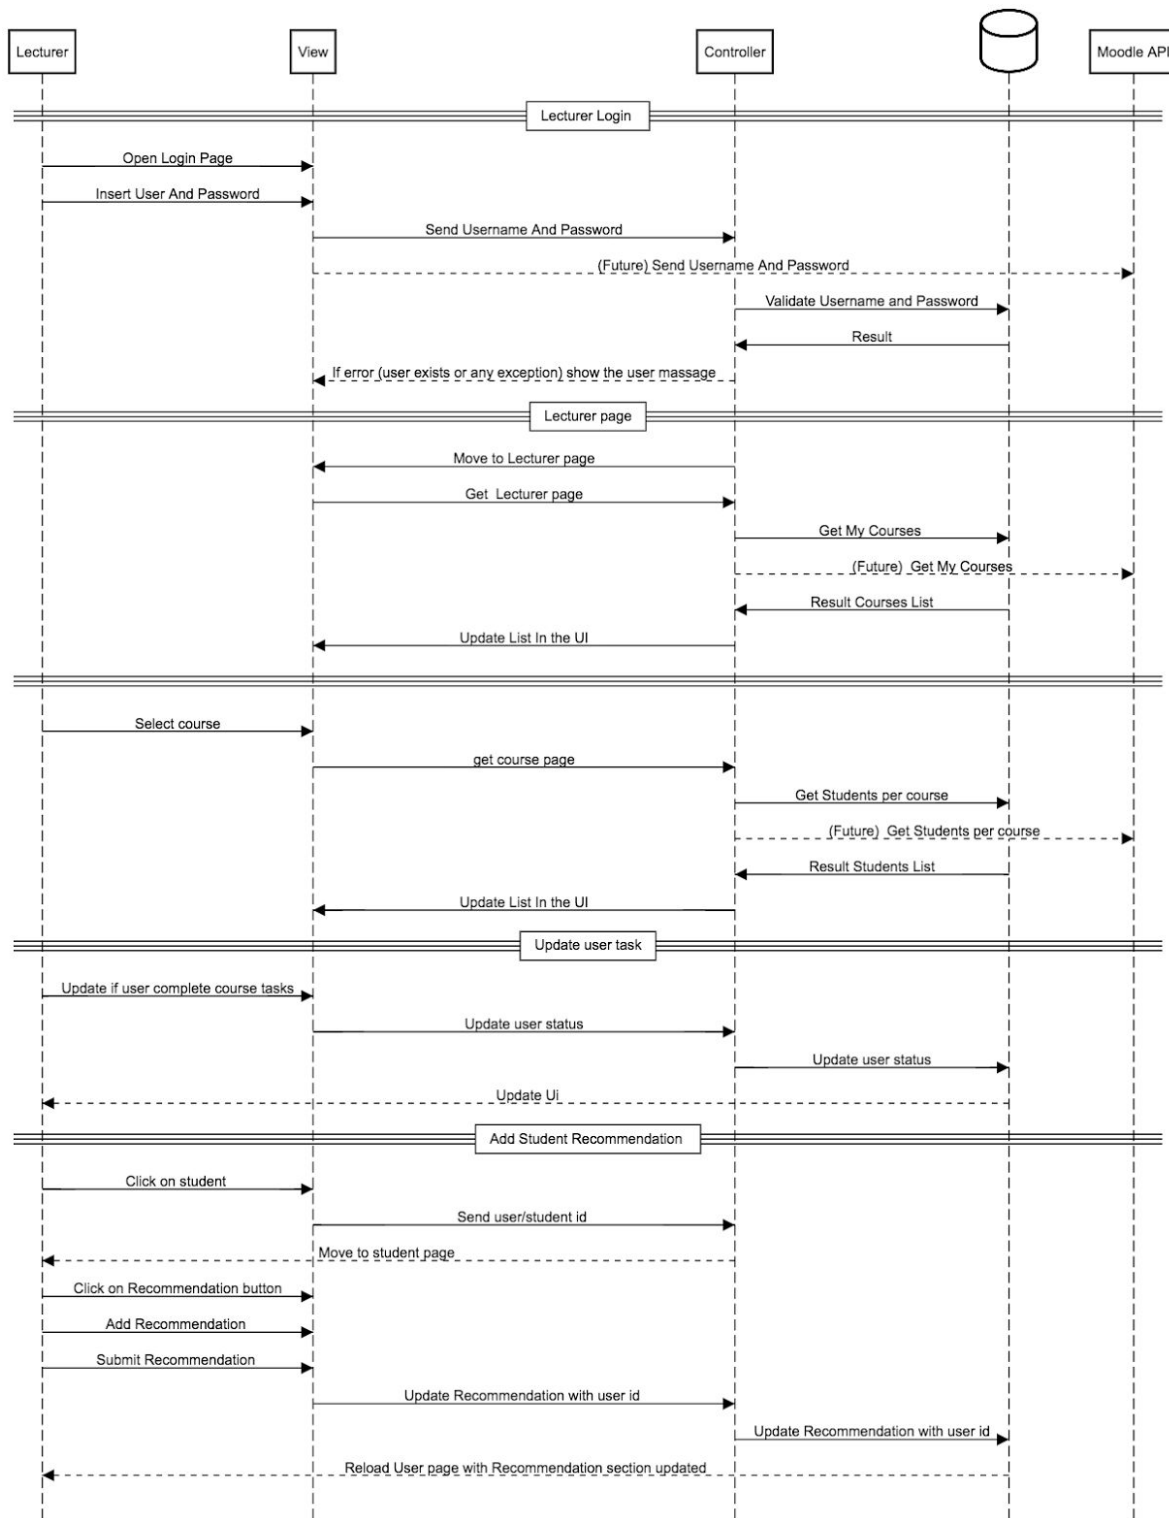 Lecturer
View
Controller
Moodle API
Lecturer Login
Open Login Page
Insert User And Password
Send Username And Password
(Future) Send Username And Password
Validate Username and Password
Result
If error (user exists or any exception) show the user massage
Lecturer page
Move to Lecturer page
Get Lecturer page
Get My Courses
(Future) Get My Courses
Result Courses List
Update List In the UI
Select course
get course page
Get Students per course
(Future) Get Students per course
Result Students List
Update List In the UI
Update user task
Update if user complete course tasks
Update user status
Update user status
Update Ui
Add Student Recommendation
Click on student
Send user/student id
Move to student page
Click on Recommendation button
Add Recommendation
Submit Recommendation
Update Recommendation with user id
Update Recommendation with user id
Reload User page with Recommendation section updated